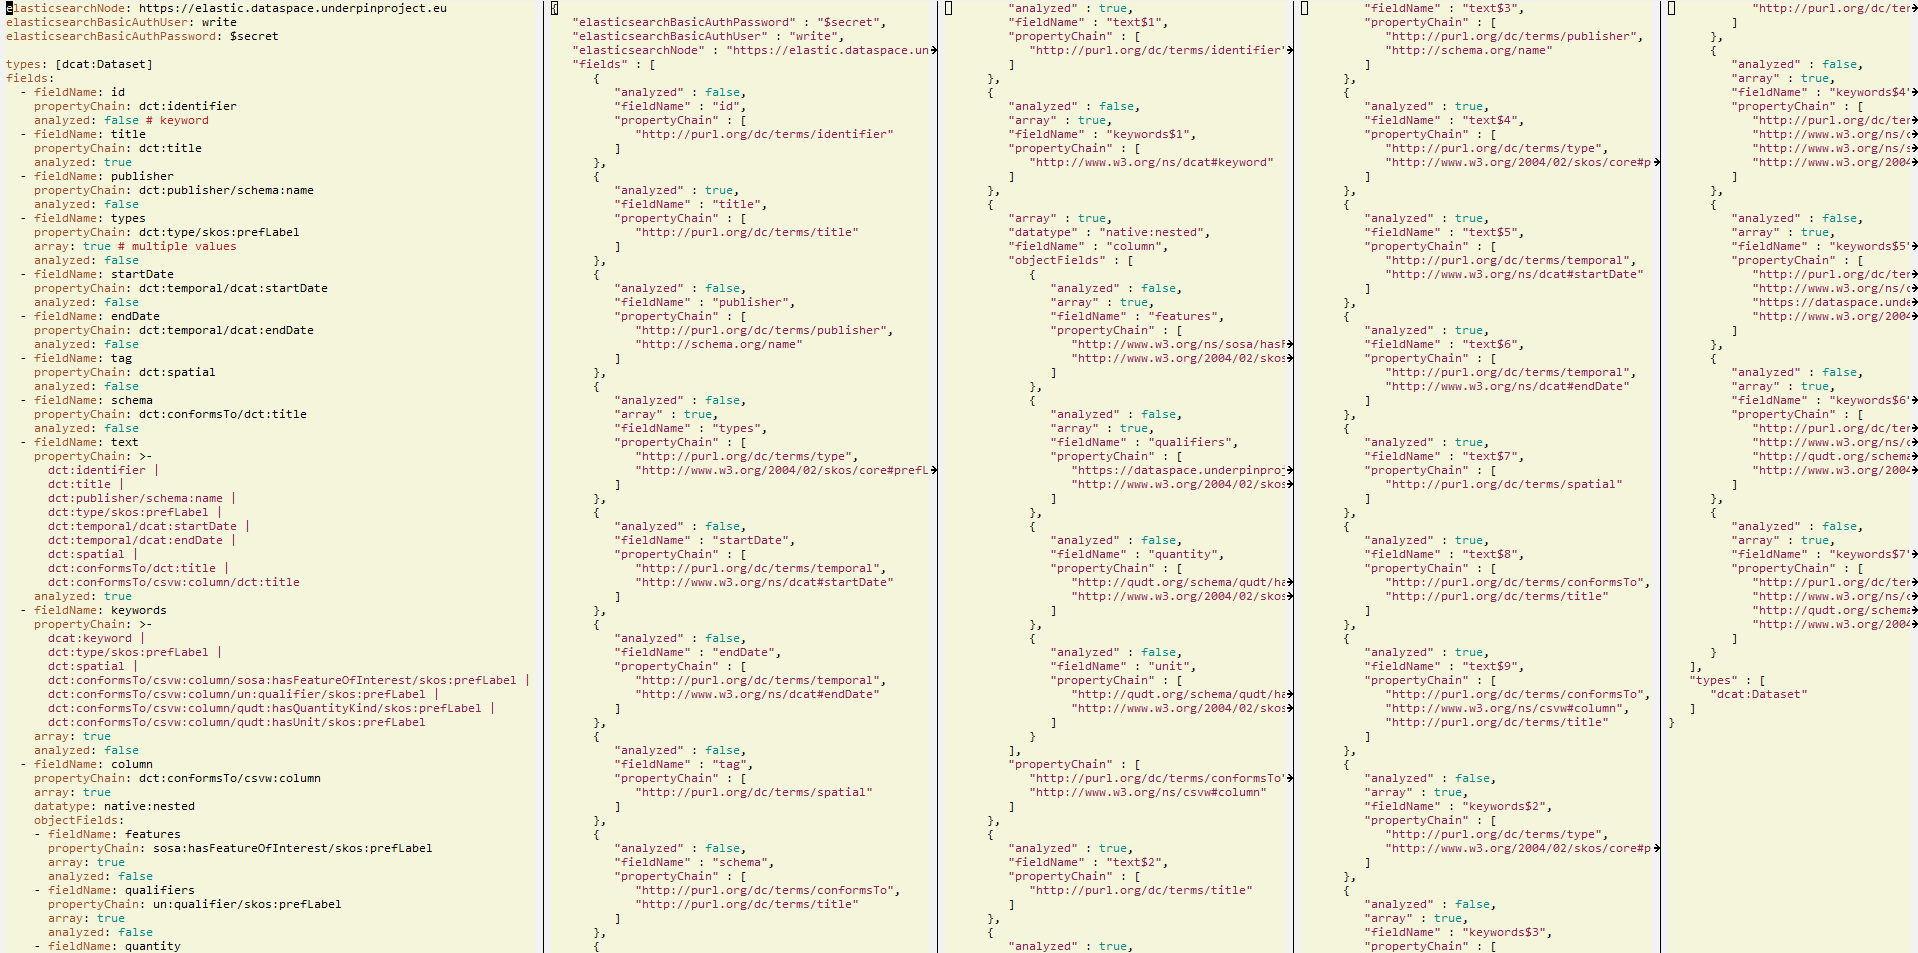 elasticsearchNode: https://elastic.dataspace.underpinproject.eu
elasticsearchBasicAuthUser: write
elasticsearchBasicAuthPassword: $secret
types: [dcat:Dataset]
fields:
- fieldName: id
propertyChain: dct:identifier
analyzed: false # keyword
- fieldName: title
propertyChain: dct:title
analyzed: true
- fieldName: publisher
propertyChain: dct:publisher/schema:name
analyzed: false
- fieldName: types
propertyChain: dct:type/skos:prefLabel
array: true # multiple values
analyzed: false
- fieldName: startDate
propertyChain: dct:temporal/dcat:startDate
analyzed: false
- fieldName: endDate
propertyChain: dct:temporal/dcat:endDate
analyzed: false
- fieldName: tag
propertyChain: dct:spatial
analyzed: false
- fieldName: schema
propertyChain: dct:conformsTo/dct:title
analyzed: false
- fieldName: text
propertyChain: >-
dct:identifier |
dct:title |
dct:publisher/schema:name |
dct:type/skos:prefLabel |
dct:temporal/dcat:startDate |
dct:temporal/dcat:endDate |
dct:spatial |
dct:conformsTo/dct:title |
dct:conformsTo/csvw:column/dct:title
analyzed: true
- fieldName: keywords
propertyChain: >-
dcat:keyword |
dct:type/skos:prefLabel |
dct:spatial |
dct:conformsTo/csvw:column/sosa:hasFeatureOfInterest/skos:prefLabel |
dct:conformsTo/csvw:column/un:qualifier/skos:prefLabel |
dct:conformsTo/csvw:column/qudt:hasQuantityKind/skos:prefLabel |
dct:conformsTo/csvw:column/qudt:hasUnit/skos:prefLabel
array: true
analyzed: false
- fieldName: column
propertyChain: dct:conformsTo/csvw:column
array: true
datatype: native:nested
objectFields:
- fieldName: features
propertyChain: sosa:hasFeatureOfInterest/skos:prefLabel
array: true
analyzed: false
- fieldName: qualifiers
propertyChain: un:qualifier/skos:prefLabel
array: true
analyzed: false
- fieldName: quantity
{
"elasticsearchBasicAuthPassword" : "$secret",
"elasticsearchBasicAuthUser" : "write",
"elasticsearchNode" : "https://elastic.dataspace.un
"fields" : [
{
"analyzed" : false,
"fieldName" : "id",
"propertyChain" : [
"http://purl.org/dc/terms/identifier"
]
},
{
"analyzed" : true,
"fieldName" : "title",
"propertyChain" : [
"http://purl.org/dc/terms/title"
]
},
{
"analyzed" : false,
"fieldName" : "publisher",
"propertyChain" : [
"http://purl.org/dc/terms/publisher",
"http://schema.org/name"
]
},
{
"analyzed" : false,
"array" : true,
"fieldName" : "types",
"propertyChain" : [
"http://purl.org/dc/terms/type",
"http://www.w3.org/2004/02/skos/core#prefL
]
},
{
"analyzed" : false,
"fieldName" : "startDate",
"propertyChain" : [
"http://purl.org/dc/terms/temporal",
"http://www.w3.org/ns/dcat#startDate"
]
},
{
"analyzed" : false,
"fieldName" : "endDate",
"propertyChain" : [
"http://purl.org/dc/terms/temporal",
"http://www.w3.org/ns/dcat#endDate"
]
},
{
"analyzed" : false,
"fieldName" : "tag",
"propertyChain" : [
"http://purl.org/dc/terms/spatial"
]
},
{
"analyzed" : false,
"fieldName" : "schema",
"propertyChain" : [
"http://purl.org/dc/terms/conformsTo",
"http://purl.org/dc/terms/title"
]
},
{
"analyzed" : true,
"fieldName" : "text$1",
"propertyChain" : [
"http://purl.org/dc/terms/identifier"
]
},
{
"analyzed" : false,
"array" : true,
"fieldName" : "keywords$1",
"propertyChain" : [
"http://www.w3.org/ns/dcat#keyword"
]
},
{
"array" : true,
"datatype" : "native:nested",
"fieldName" : "column",
"objectFields" : [
{
"analyzed" : false,
"array" : true,
"fieldName" : "features",
"propertyChain" : [
"http://www.w3.org/ns/sosa/hasF
"http://www.w3.org/2004/02/skos
]
},
{
"analyzed" : false,
"array" : true,
"fieldName" : "qualifiers",
"propertyChain" : [
"https://dataspace.underpinproj
"http://www.w3.org/2004/02/skos
]
},
{
"analyzed" : false,
"fieldName" : "quantity",
"propertyChain" : [
"http://qudt.org/schema/qudt/ha
"http://www.w3.org/2004/02/skos
]
},
{
"analyzed" : false,
"fieldName" : "unit",
"propertyChain" : [
"http://qudt.org/schema/qudt/ha
"http://www.w3.org/2004/02/skos
]
}
],
"propertyChain" : [
"http://purl.org/dc/terms/conformsTo"
"http://www.w3.org/ns/csvw#column"
]
},
{
"analyzed" : true,
"fieldName" : "text$2",
"propertyChain" : [
"http://purl.org/dc/terms/title"
]
},
{
"analyzed" : true,
"fieldName" : "text$3",
"propertyChain" : [
"http://purl.org/dc/terms/publisher",
"http://schema.org/name"
]
},
{
"analyzed" : true,
"fieldName" : "text$4",
"propertyChain" : [
"http://purl.org/dc/terms/type",
"http://www.w3.org/2004/02/skos/core#p
]
},
{
"analyzed" : true,
"fieldName" : "text$5",
"propertyChain" : [
"http://purl.org/dc/terms/temporal",
"http://www.w3.org/ns/dcat#startDate"
]
},
{
"analyzed" : true,
"fieldName" : "text$6",
"propertyChain" : [
"http://purl.org/dc/terms/temporal",
"http://www.w3.org/ns/dcat#endDate"
]
},
{
"analyzed" : true,
"fieldName" : "text$7",
"propertyChain" : [
"http://purl.org/dc/terms/spatial"
]
},
{
"analyzed" : true,
"fieldName" : "text$8",
"propertyChain" : [
"http://purl.org/dc/terms/conformsTo",
"http://purl.org/dc/terms/title"
]
},
{
"analyzed" : true,
"fieldName" : "text$9",
"propertyChain" : [
"http://purl.org/dc/terms/conformsTo",
"http://www.w3.org/ns/csvw#column",
"http://purl.org/dc/terms/title"
]
},
{
"analyzed" : false,
"array" : true,
"fieldName" : "keywords$2",
"propertyChain" : [
"http://purl.org/dc/terms/type",
"http://www.w3.org/2004/02/skos/core#p
]
},
{
"analyzed" : false,
"array" : true,
"fieldName" : "keywords$3",
"propertyChain" : [
"http://purl.org/dc/ter
]
},
{
"analyzed" : false,
"array" : true,
"fieldName" : "keywords$4"
"propertyChain" : [
"http://purl.org/dc/ter
"http://www.w3.org/ns/c
"http://www.w3.org/ns/s
"http://www.w3.org/2004
]
},
{
"analyzed" : false,
"array" : true,
"fieldName" : "keywords$5"
"propertyChain" : [
"http://purl.org/dc/ter
"http://www.w3.org/ns/c
"https://dataspace.unde
"http://www.w3.org/2004
]
},
{
"analyzed" : false,
"array" : true,
"fieldName" : "keywords$6"
"propertyChain" : [
"http://purl.org/dc/ter
"http://www.w3.org/ns/c
"http://qudt.org/schema
"http://www.w3.org/2004
]
},
{
"analyzed" : false,
"array" : true,
"fieldName" : "keywords$7"
"propertyChain" : [
"http://purl.org/dc/ter
"http://www.w3.org/ns/c
"http://qudt.org/schema
"http://www.w3.org/2004
]
}
],
"types" : [
"dcat:Dataset"
]
}